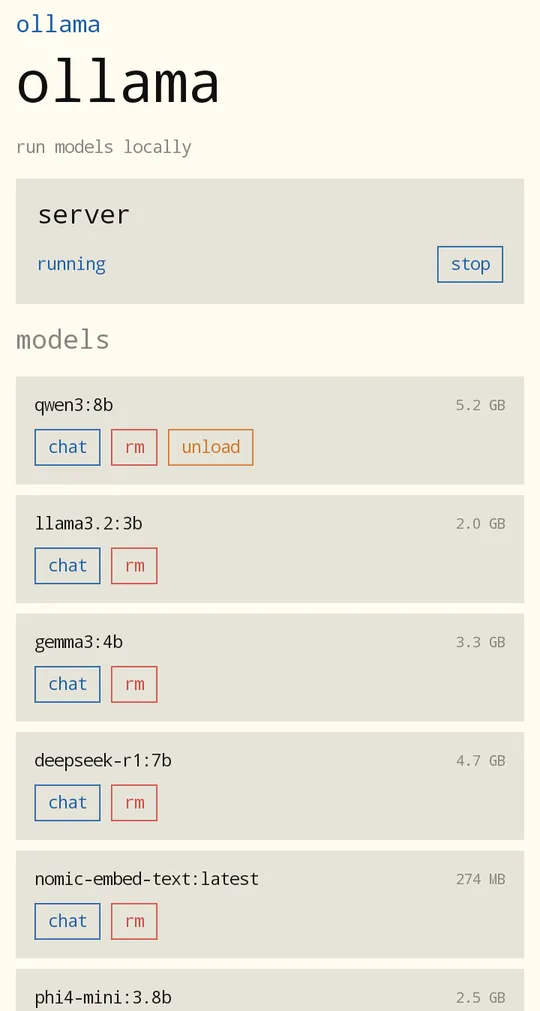 ollama
ollama
run models locally
server
running stop
models
qwen3:8b 5.2 GB
chat rm unload
llama3.2:3b 2.0 GB
chat rm
gemma3:4b 3.3 GB
chat rm
deepseek-r1:7b 4.7 GB
chat rm
nomic-embed-text:latest 274 MB
chat rm
phi4-mini:3.8b 2.5 GB